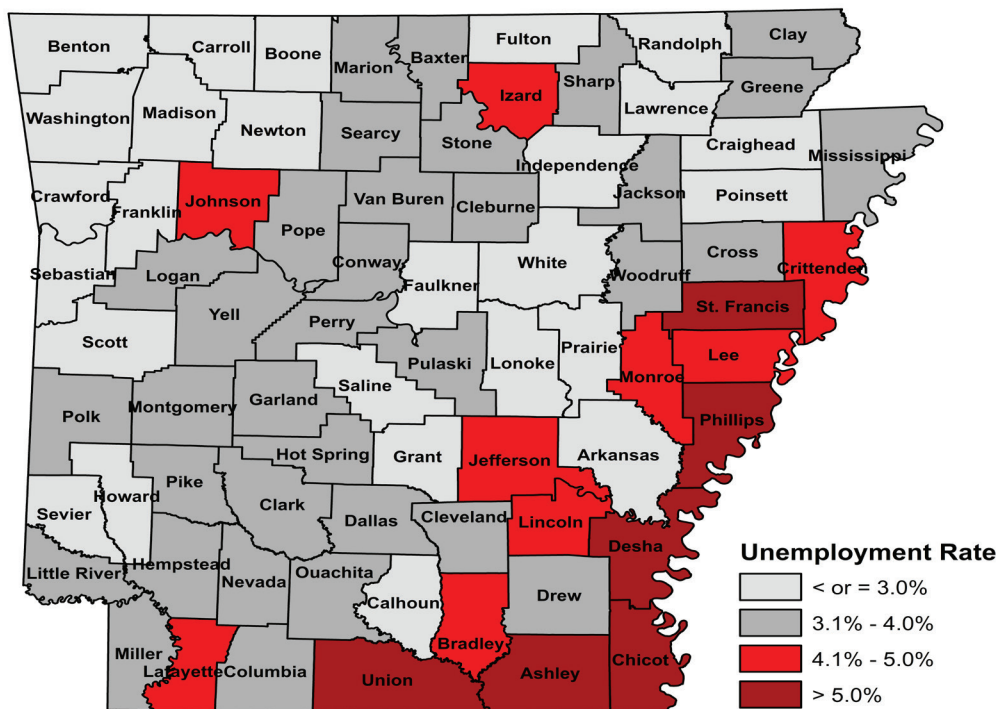 Benton
Carroll
Boone
Marion
Baxter
Fulton
Randolph
Clay
Izard
Sharp
Greene
Washington
Madison
Newton
Searcy
Stone
Lawrence
Independence
Craighead
Mississippi
Crawford
Franklin
Johnson
Pope
Van Buren
Cleburne
Jackson
Poinsett
Sebastian
Logan
Conway
Faulkner
White
Woodruff
Cross
Crittenden
Scott
Yell
Perry
Pulaski
Lonoke
Prairie
St. Francis
Lee
Monroe
Saline
Polk
Montgomery
Garland
Phillips
Hot Spring
Grant
Jefferson
Arkansas
Howard
Pike
Sevier
Clark
Dallas
Cleveland
Lincoln
Desha
Little River
Hempstead
Nevada
Ouachita
Calhoun
Bradley
Drew
Miller
Lafayette
Columbia
Union
Ashley
Chicot
Unemployment Rate
< or = 3.0%
3.1% - 4.0%
4.1% - 5.0%
> 5.0%